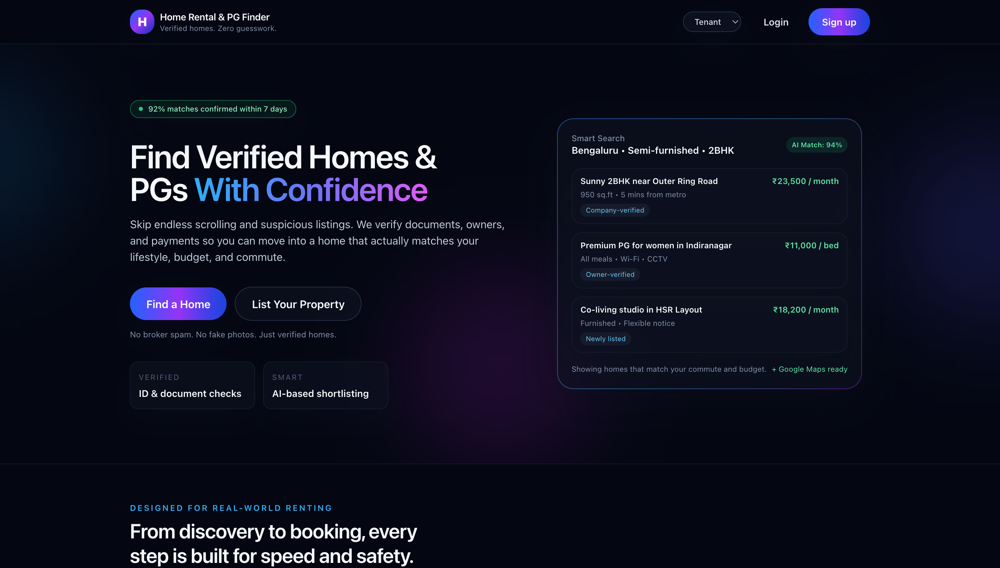 H
Home Rental & PG Finder
Verified homes. Zero guesswork.
Tenant
Login
Sign up
92% matches confirmed within 7 days
Find Verified Homes &
PGs With Confidence
Skip endless scrolling and suspicious listings. We verify documents, owners,
and payments so you can move into a home that actually matches your
lifestyle, budget, and commute.
Find a Home
List Your Property
No broker spam. No fake photos. Just verified homes.
VERIFIED
ID & document checks
SMART
AI-based shortlisting
Smart Search
Bengaluru • Semi-furnished • 2BHK
AI Match: 94%
Sunny 2BHK near Outer Ring Road
₹23,500 / month
950 sq.ft • 5 mins from metro
Company-verified
Premium PG for women in Indiranagar
₹11,000 / bed
All meals • Wi-Fi • CCTV
Owner-verified
Co-living studio in HSR Layout
₹18,200 / month
Furnished • Flexible notice
Newly listed
Showing homes that match your commute and budget.
+ Google Maps ready
DESIGNED FOR REAL-WORLD RENTING
From discovery to booking, every
step is built for speed and safety.